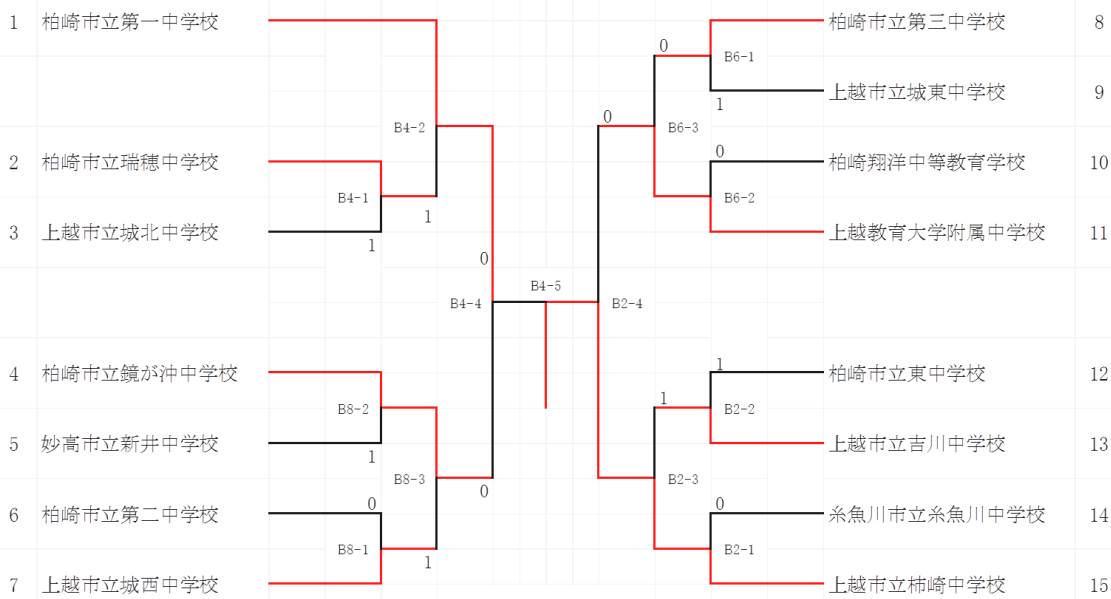 1 柏崎市立第一中学校
柏崎市立第三中学校 8
0
B6-1
上越市立城東中学校 9
1
0
B4-2
B6-3
0
2 柏崎市立瑞穂中学校
柏崎翔洋中等教育学校 10
B4-1
B6-2
1
3 上越市立城北中学校
上越教育大学附属中学校 11
1
0
B4-5
B4-4
B2-4
1
4 柏崎市立鏡が沖中学校
柏崎市立東中学校 12
1
B8-2
B2-2
5 妙高市立新井中学校
上越市立吉川中学校 13
1
B8-3
B2-3
0
0
0
6 柏崎市立第二中学校
糸魚川市立糸魚川中学校 14
B8-1
B2-1
1
7 上越市立城西中学校
上越市立柿崎中学校 15